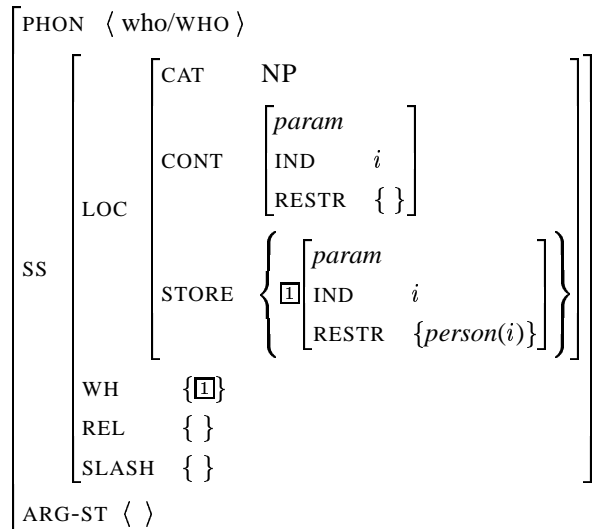 PHON ⟨ who/WHO ⟩
CAT NP
param
CONT IND i
RESTR { }
LOC
param
SS
STORE 1 IND i
RESTR {person(i)}
WH {1}
REL { }
SLASH { }
ARG-ST ⟨ ⟩